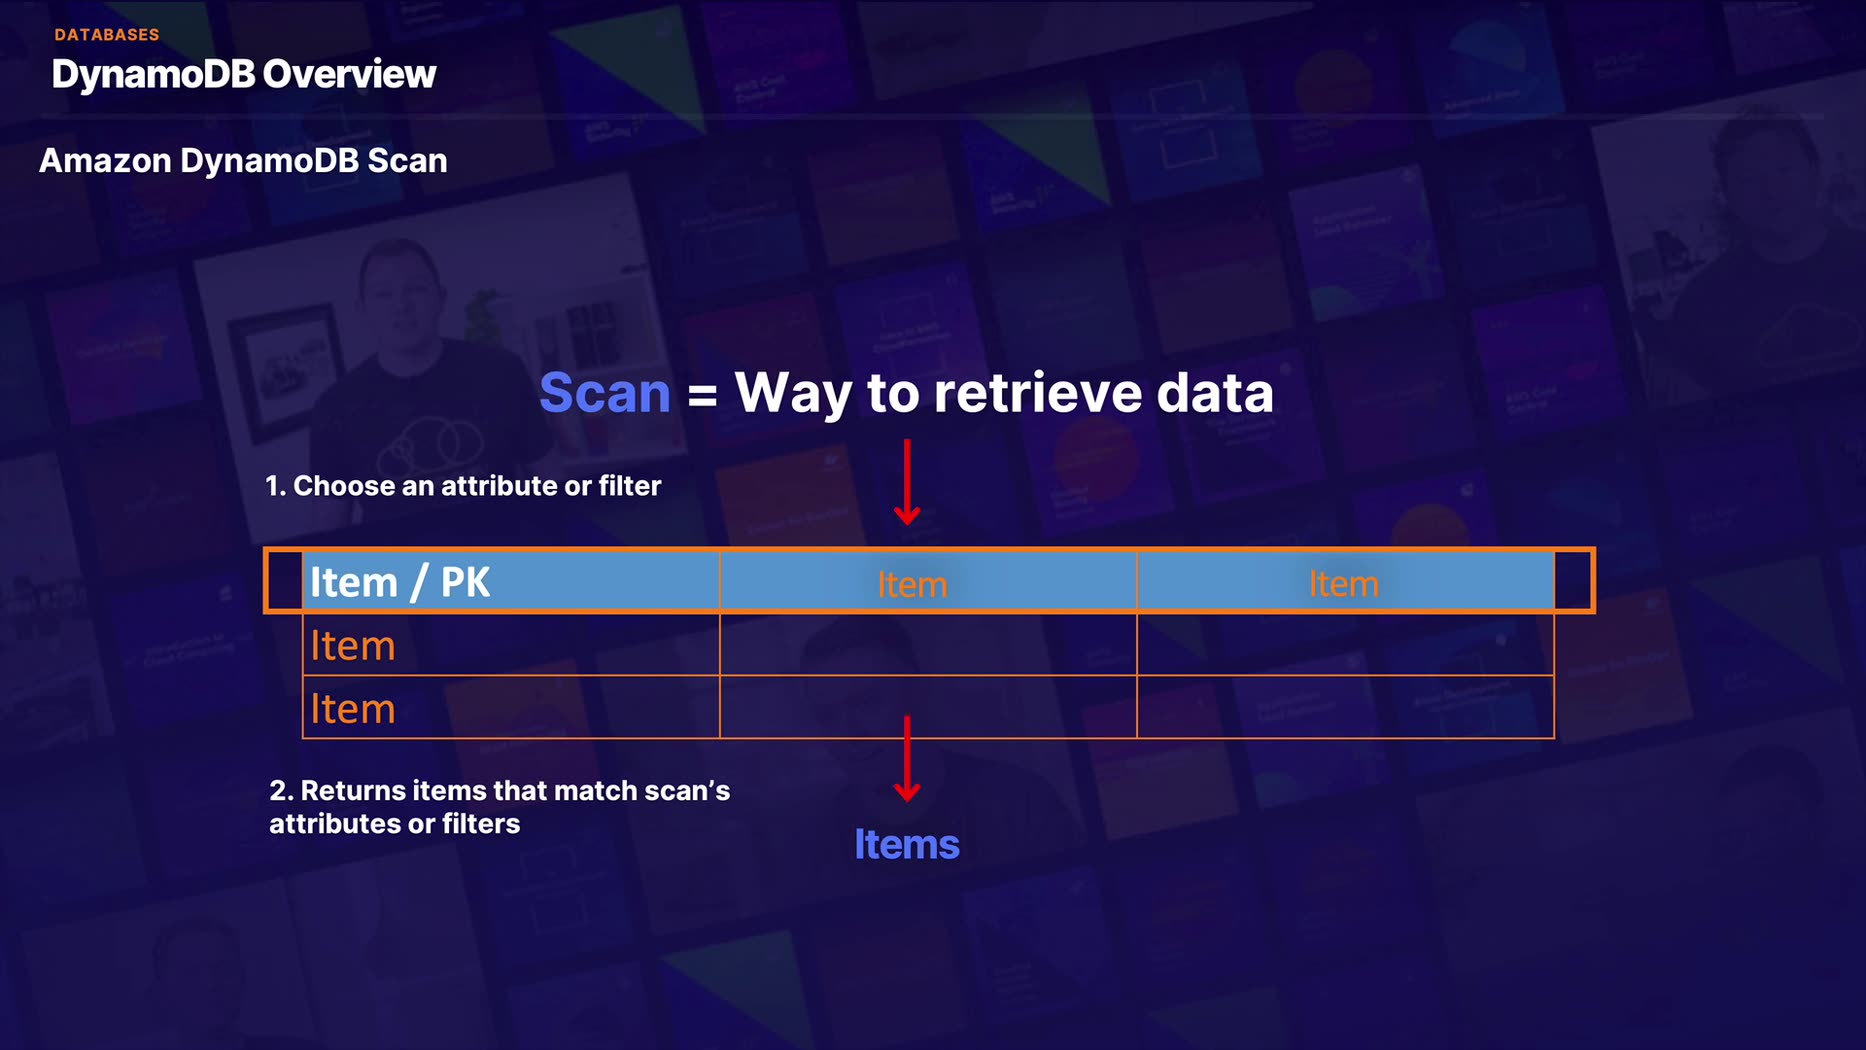 DATABASES
DynamoDB Overview
Amazon DynamoDB Scan
Scan = Way to retrieve data
1. Choose an attribute or filter
Item / PK Item Item
Item
Item
2. Returns items that match scan’s
attributes or filters
Items